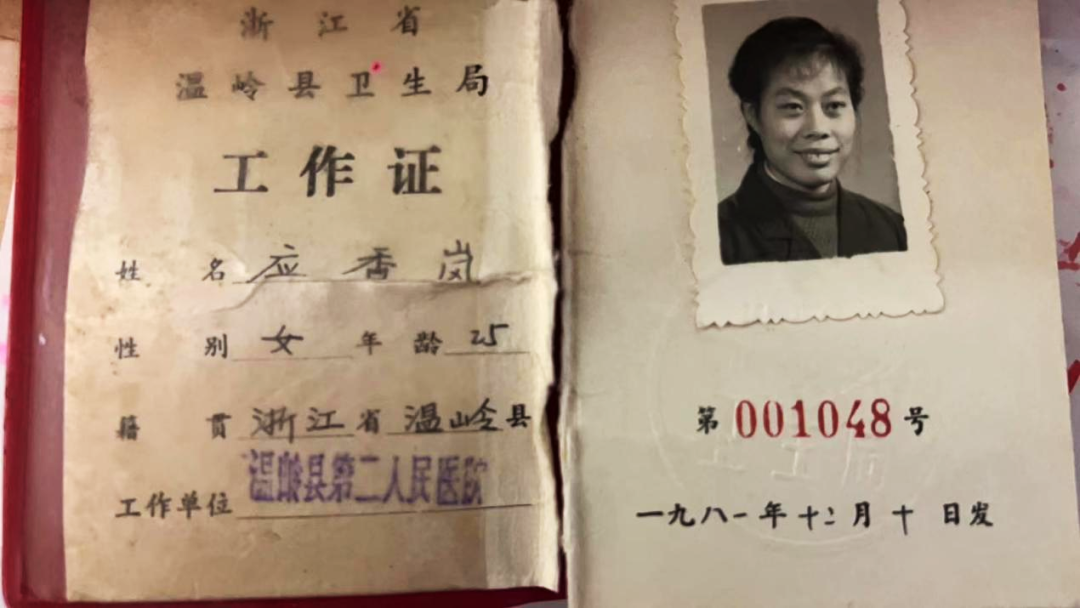 浙江省
温岭县卫生局
工作证
姓 名 应香岗
性 别 女 年 龄 25
籍 贯 浙江省温岭县
工作单位 温岭县第二人民医院
第 001048 号
一九八一年十二月十日发